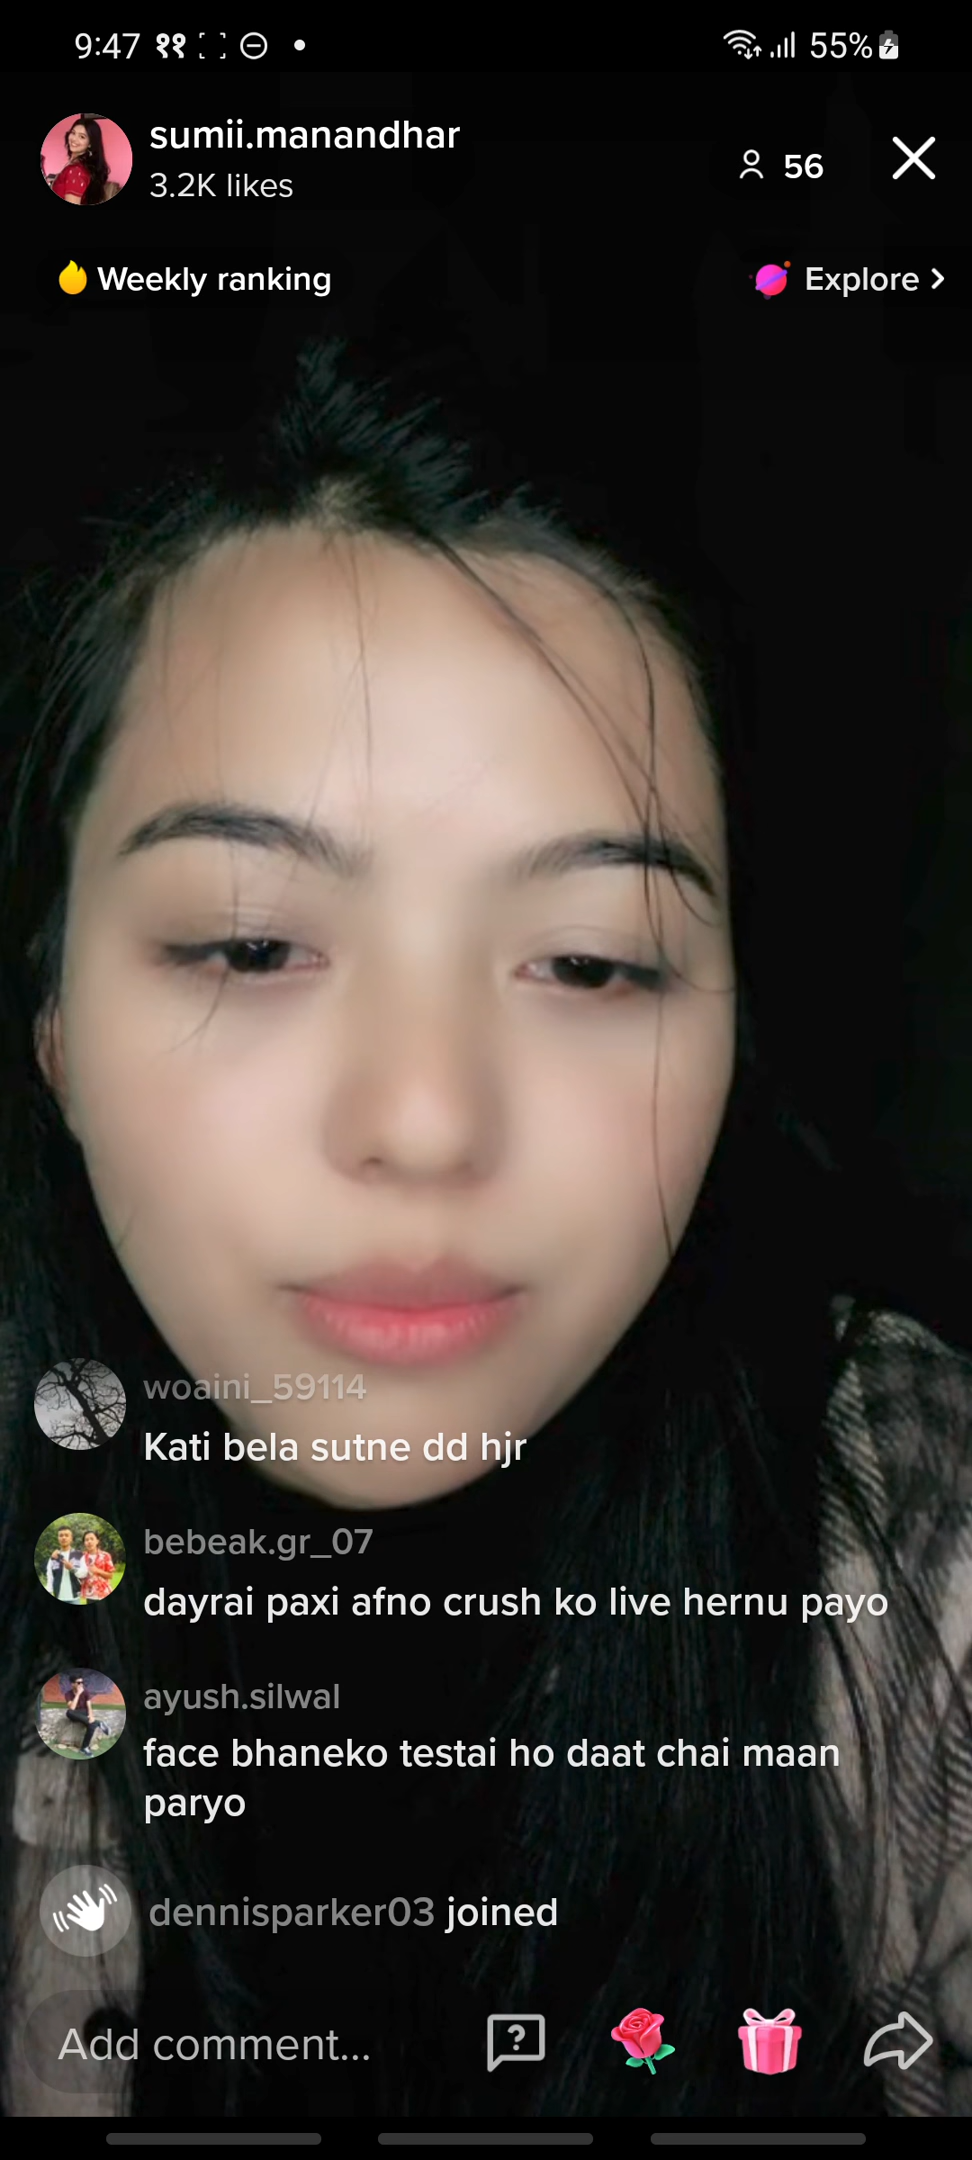 9:47 ११ 55%
sumii.manandhar
3.2K likes
56
Weekly ranking
Explore >
woaini_59114
Kati bela sutne dd hjr
bebeak.gr_07
dayrai paxi afno crush ko live hernu payo
ayush.silwal
face bhaneko testai ho daat chai maan
paryo
dennisparker03 joined
Add comment...
?